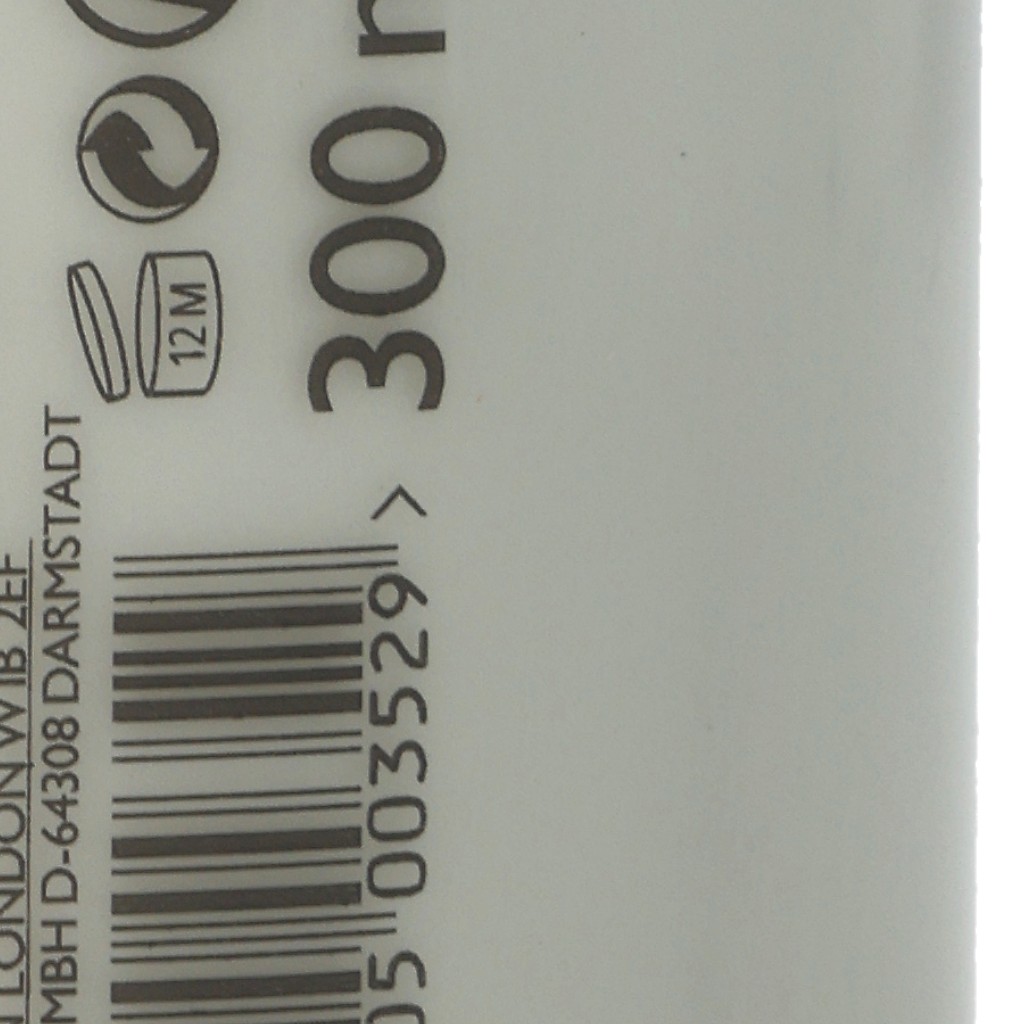 LONDON W1B 2EF
MBH D-64308 DARMSTADT
12 M
05 003529 >
300